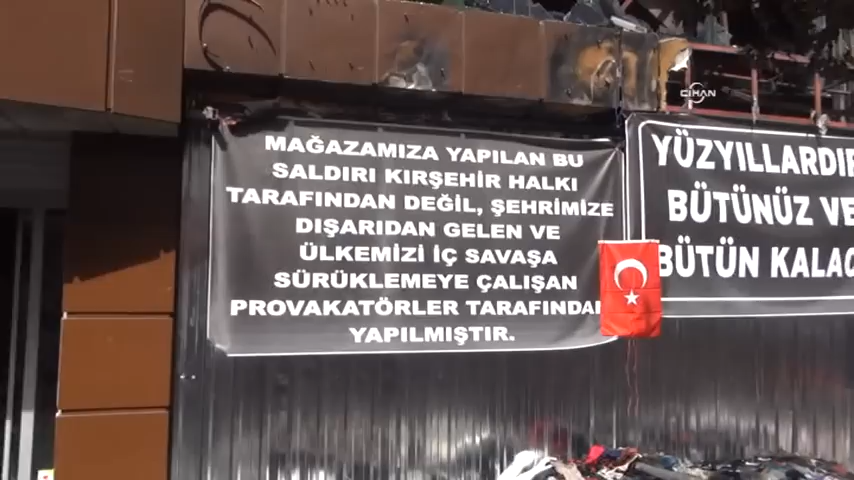 CİHAN
MAĞAZAMIZA YAPILAN BU
SALDIRI KIRŞEHİR HALKI
TARAFINDAN DEĞİL, ŞEHRİMİZE
DIŞARIDAN GELEN VE
ÜLKEMİZİ İÇ SAVAŞA
SÜRÜKLEMEYE ÇALIŞAN
PROVAKATÖRLER TARAFINDAN
YAPILMIŞTIR.
YÜZYILLARDIR
BÜTÜNÜZ VE
BÜTÜN KALAC